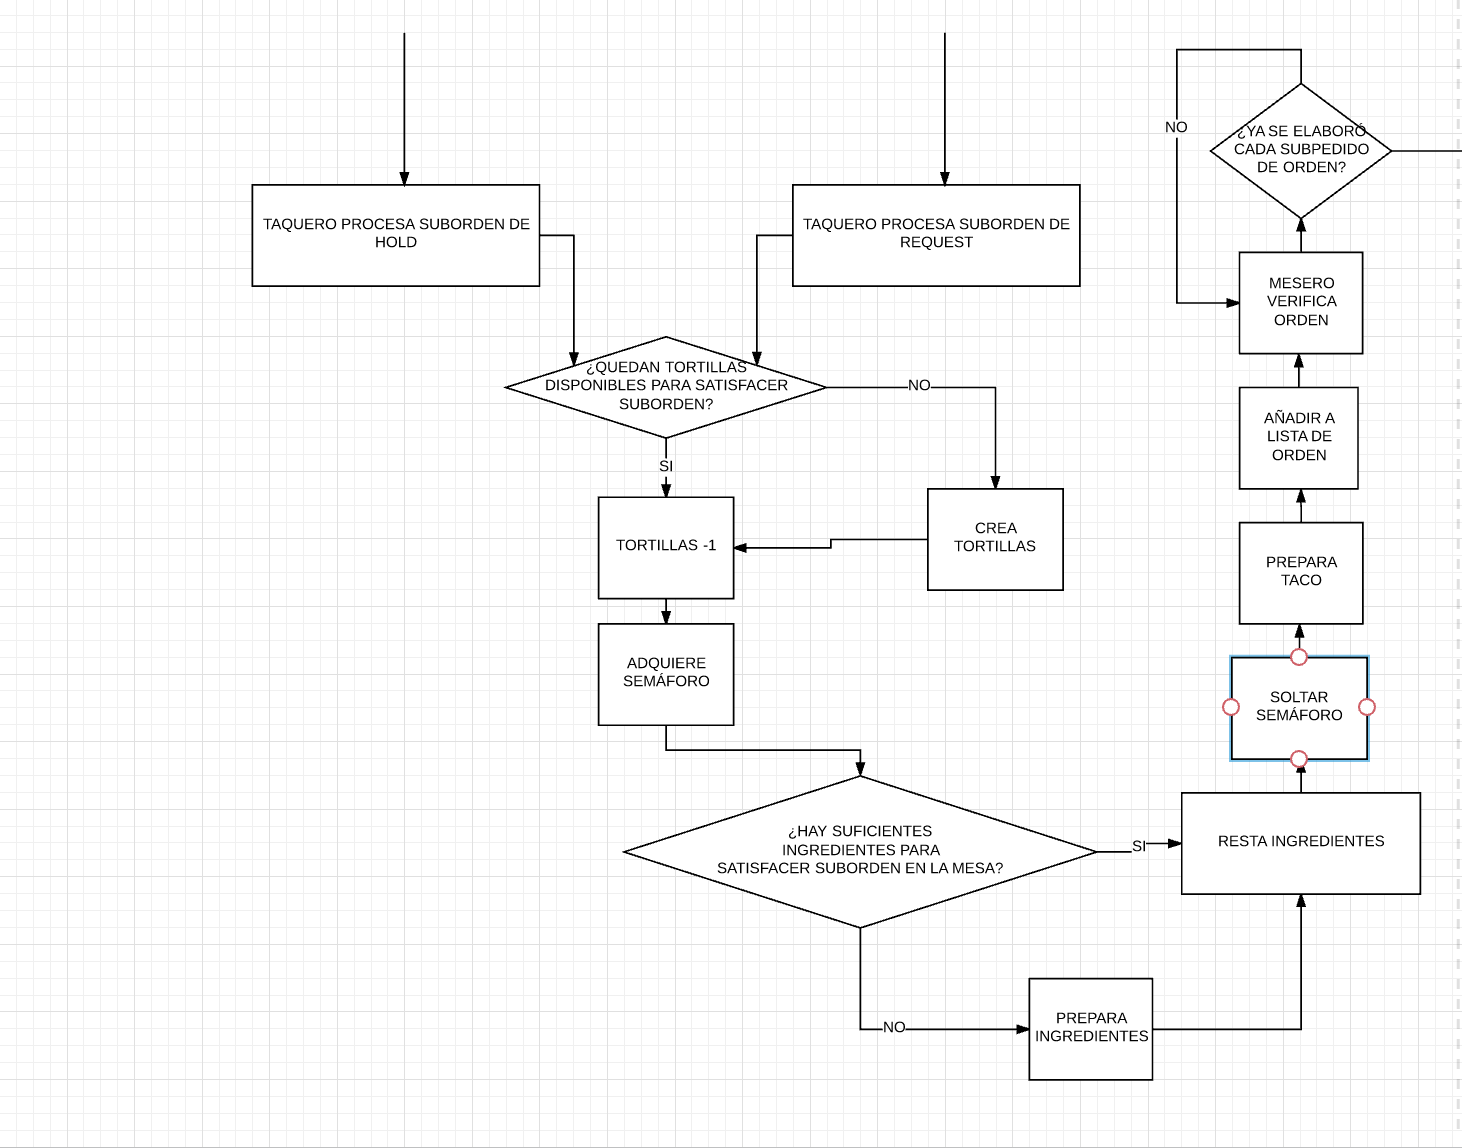 TAQUERO PROCESA SUBORDEN DE
HOLD
TAQUERO PROCESA SUBORDEN DE
REQUEST
¿QUEDAN TORTILLAS
DISPONIBLES PARA SATISFACER
SUBORDEN?
NO
SI
TORTILLAS -1
CREA
TORTILLAS
ADQUIERE
SEMÁFORO
¿HAY SUFICIENTES
INGREDIENTES PARA
SATISFACER SUBORDEN EN LA MESA?
SI
NO
PREPARA
INGREDIENTES
RESTA INGREDIENTES
SOLTAR
SEMÁFORO
PREPARA
TACO
AÑADIR A
LISTA DE
ORDEN
MESERO
VERIFICA
ORDEN
¿YA SE ELABORÓ
CADA SUBPEDIDO
DE ORDEN?
NO